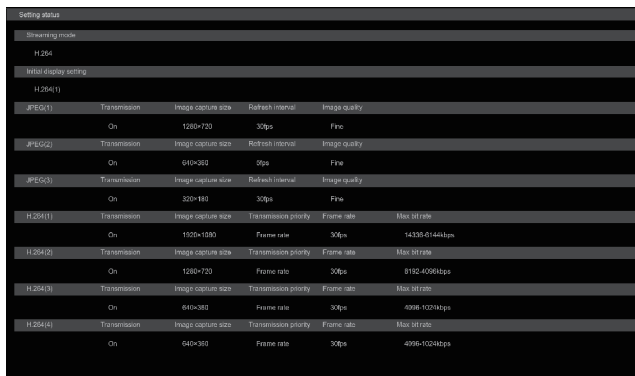 Setting status
Streaming mode
H.264
Initial display setting
H.264(1)
JPEG(1) Transmission Image capture size Refresh interval Image quality
On 1280×720 30fps Fine
JPEG(2) Transmission Image capture size Refresh interval Image quality
On 640×360 5fps Fine
JPEG(3) Transmission Image capture size Refresh interval Image quality
On 320×180 30fps Fine
H.264(1) Transmission Image capture size Transmission priority Frame rate Max bit rate
On 1920×1080 Frame rate 30fps 14336-6144kbps
H.264(2) Transmission Image capture size Transmission priority Frame rate Max bit rate
On 1280×720 Frame rate 30fps 8192-4096kbps
H.264(3) Transmission Image capture size Transmission priority Frame rate Max bit rate
On 640×360 Frame rate 30fps 4096-1024kbps
H.264(4) Transmission Image capture size Transmission priority Frame rate Max bit rate
On 640×360 Frame rate 30fps 4096-1024kbps